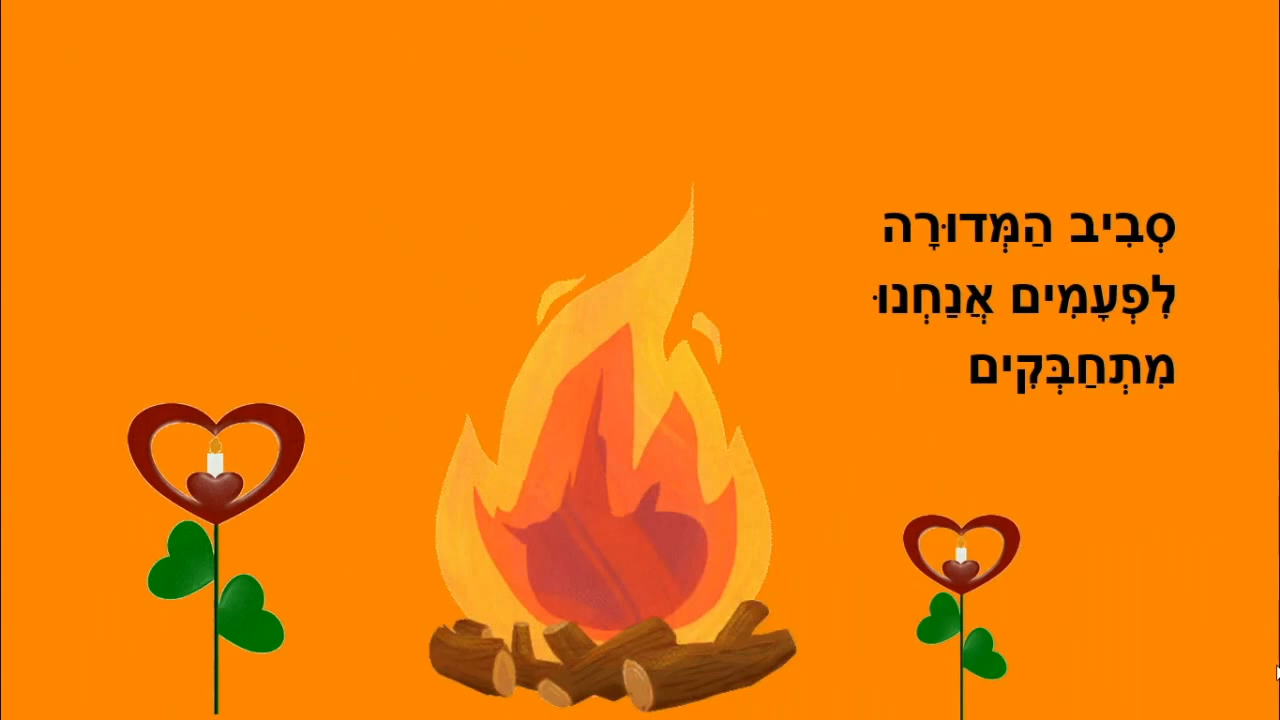 סְבִיב הַמְּדוּרָה
לִפְעָמִים אֲנַחְנוּ
מִתְחַבְּקִים